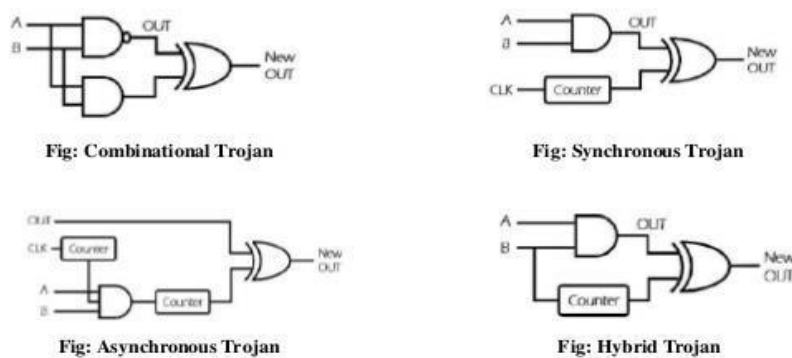 A
OUT
B
New
OUT
Fig: Combinational Trojan
A
OUT
B
New
OUT
CLK
Counter
Fig: Synchronous Trojan
OUT
CLK
Counter
New
OUT
A
Counter
B
Fig: Asynchronous Trojan
A
OUT
B
New
OUT
Counter
Fig: Hybrid Trojan